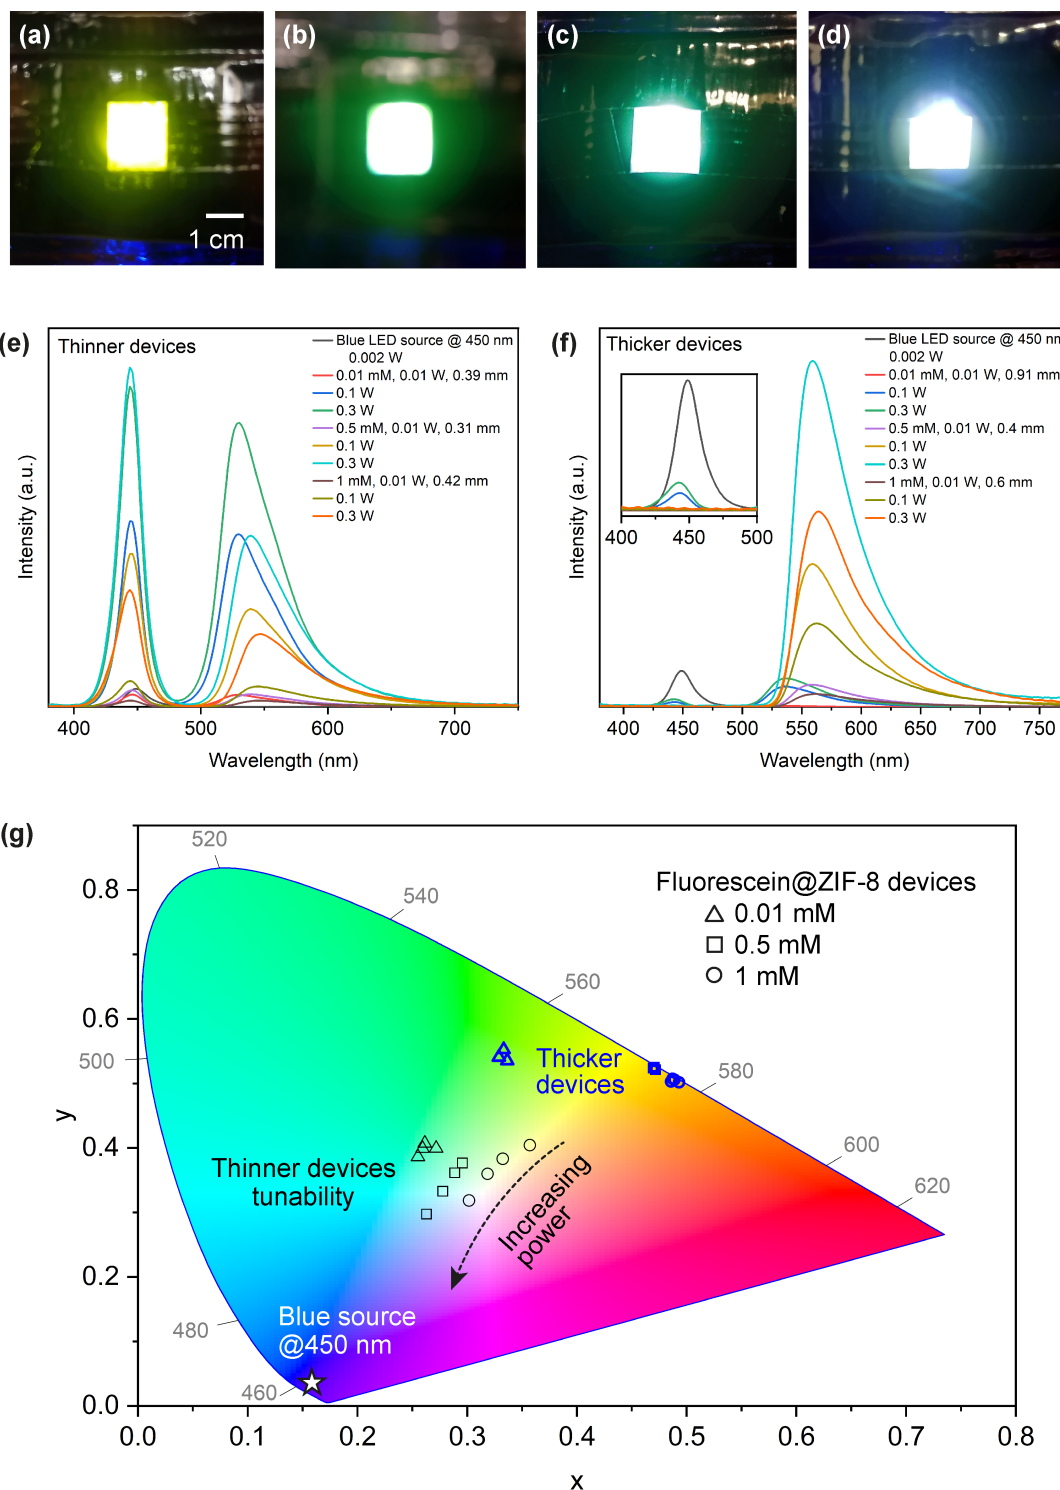 (a)
(b)
(c)
(d)
1 cm
(e)
Thinner devices
Blue LED source @ 450 nm
0.002 W
0.01 mM, 0.01 W, 0.39 mm
0.1 W
0.3 W
0.5 mM, 0.01 W, 0.31 mm
0.1 W
0.3 W
1 mM, 0.01 W, 0.42 mm
0.1 W
0.3 W
Intensity (a.u.)
400
500
600
700
Wavelength (nm)
(f)
Thicker devices
Blue LED source @ 450 nm
0.002 W
0.01 mM, 0.01 W, 0.91 mm
0.1 W
0.3 W
0.5 mM, 0.01 W, 0.4 mm
0.1 W
0.3 W
1 mM, 0.01 W, 0.6 mm
0.1 W
0.3 W
400
450
500
Intensity (a.u.)
400
450
500
550
600
650
700
750
Wavelength (nm)
(g)
520
540
560
580
600
620
500
480
460
Fluorescein@ZIF-8 devices
0.01 mM
0.5 mM
1 mM
Thicker
devices
Thinner devices
tunability
Increasing
power
Blue source
@450 nm
0.8
0.6
0.4
0.2
0.0
y
0.0
0.1
0.2
0.3
0.4
0.5
0.6
0.7
0.8
x